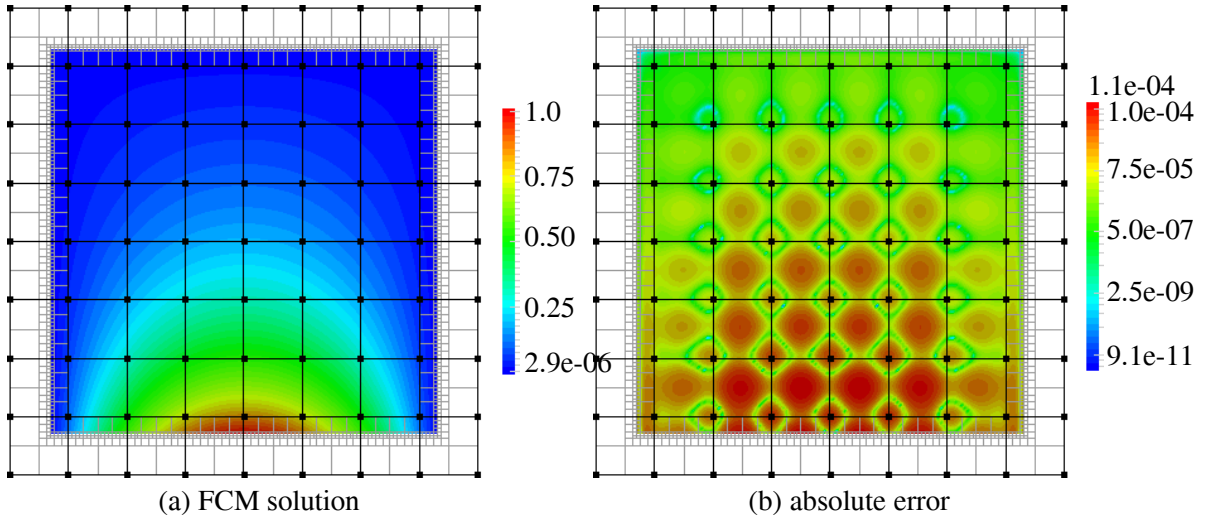 1.0
0.75
0.50
0.25
2.9e-06
(a) FCM solution
1.1e-04
1.0e-04
7.5e-05
5.0e-07
2.5e-09
9.1e-11
(b) absolute error